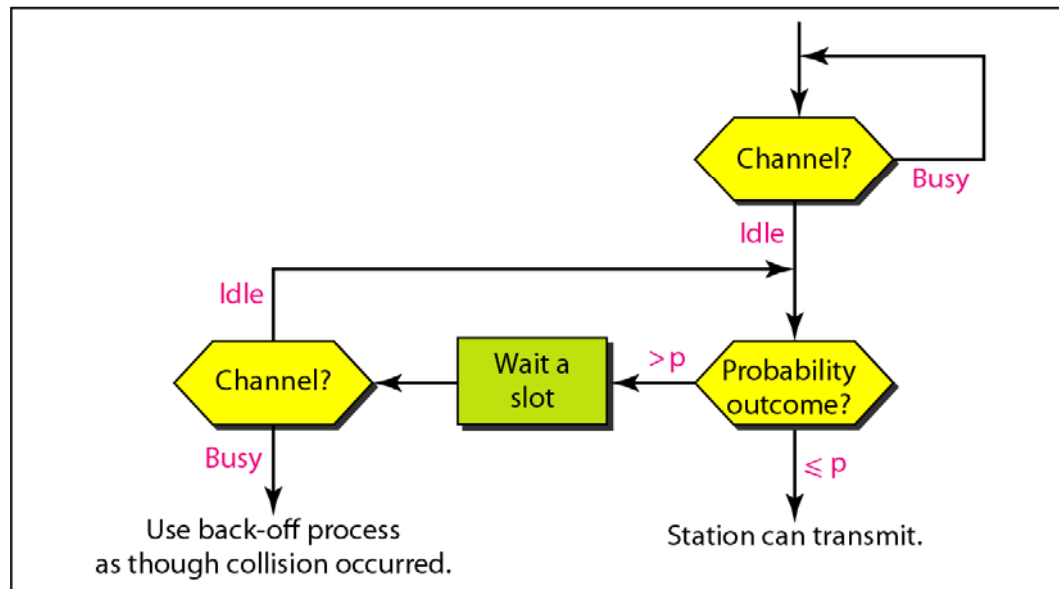 Channel?
Busy
Idle
Idle
Channel?
Wait a
slot
> p
Probability
outcome?
Busy
⩽ p
Use back-off process
as though collision occurred.
Station can transmit.